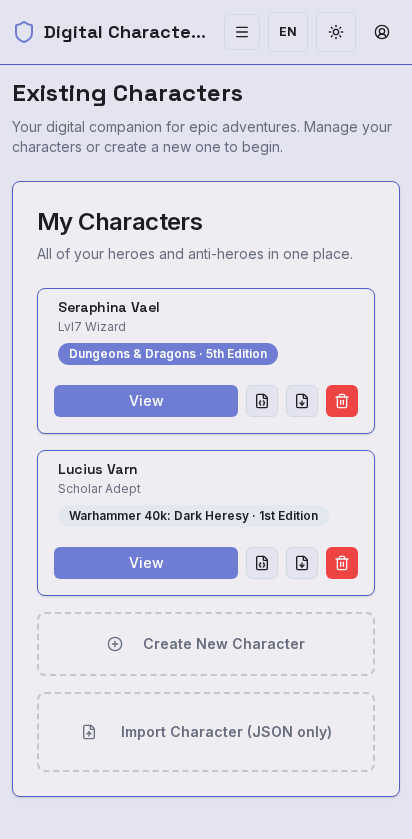 Digital Characte...
EN
Existing Characters
Your digital companion for epic adventures. Manage your
characters or create a new one to begin.
My Characters
All of your heroes and anti-heroes in one place.
Seraphina Vael
Lvl7 Wizard
Dungeons & Dragons · 5th Edition
View
Lucius Varn
Scholar Adept
Warhammer 40k: Dark Heresy · 1st Edition
View
Create New Character
Import Character (JSON only)